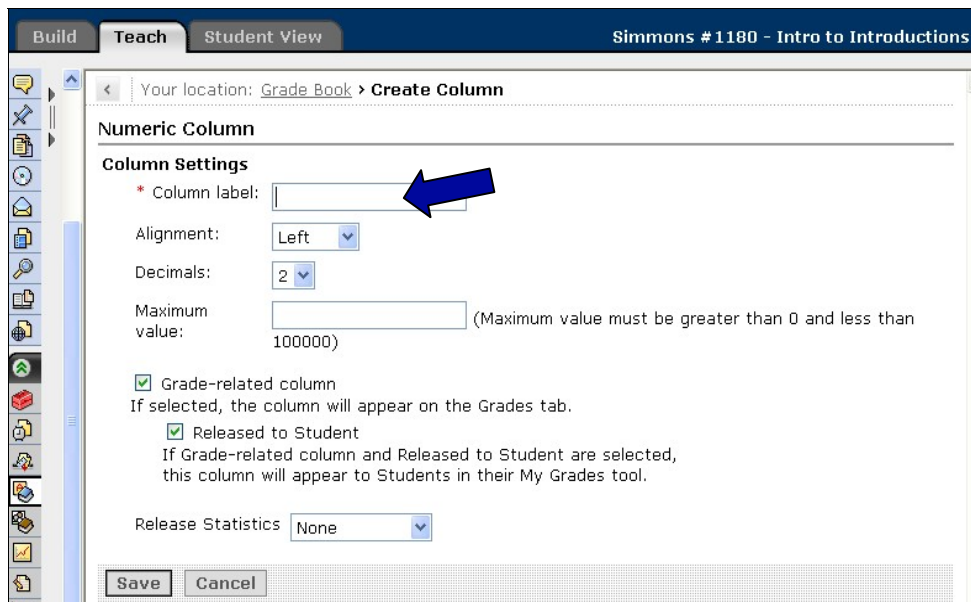 Build Teach Student View Simmons #1180 - Intro to Introductions
Your location: Grade Book › Create Column
Numeric Column
Column Settings
* Column label:
Alignment: Left
Decimals: 2
Maximum value: (Maximum value must be greater than 0 and less than
100000)
Grade-related column
If selected, the column will appear on the Grades tab.
Released to Student
If Grade-related column and Released to Student are selected,
this column will appear to Students in their My Grades tool.
Release Statistics None
Save Cancel